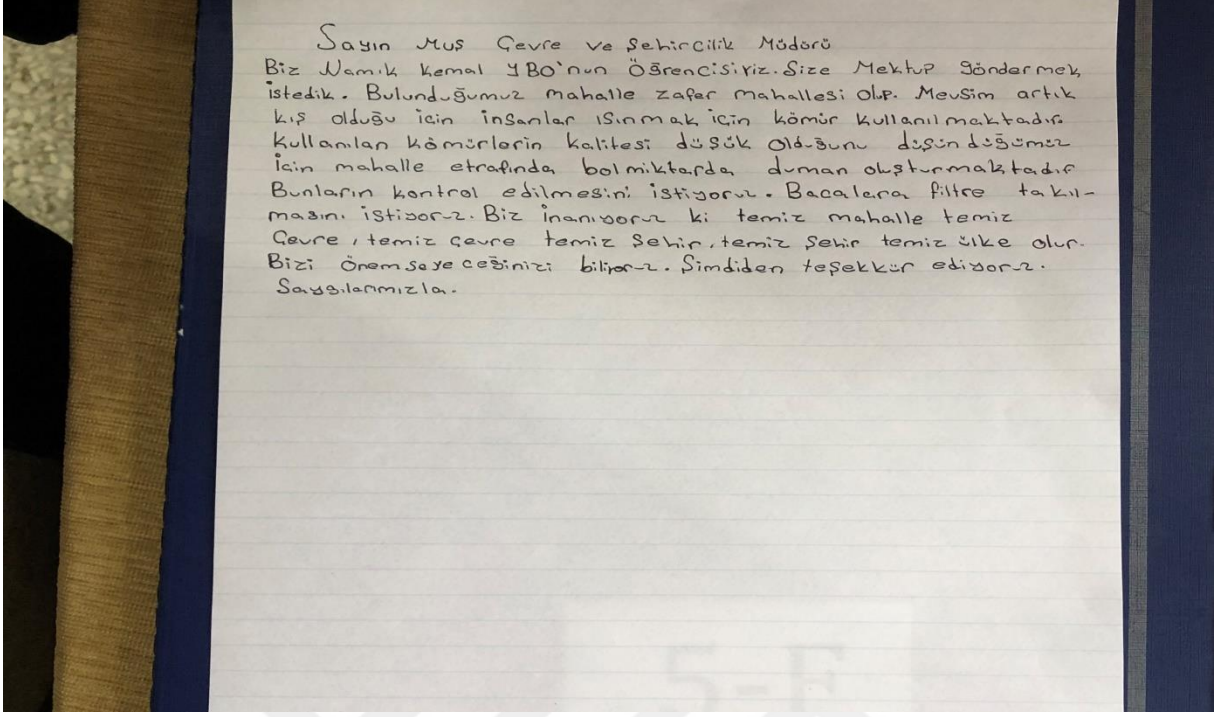 Sayın Muş Çevre ve Şehircilik Müdürü
Biz Namık Kemal YBO'nun Öğrencisiyiz. Size Mektup göndermek
istedik. Bulunduğumuz mahalle zafer mahallesi olup. Mevsim artık
kış olduğu için insanlar ısınmak için kömür kullanılmaktadır.
Kullanılan kömürlerin kalitesi düşük olduğunu düşündüğümüz
için mahalle etrafında bol miktarda duman oluşturmaktadır
Bunların kontrol edilmesini istiyoruz. Bacalara filtre takıl-
masını istiyoruz. Biz inanıyoruz ki temiz mahalle temiz
Çevre, temiz çevre temiz şehir, temiz şehir temiz ülke olur.
Bizi önemseyeceğinizi biliyoruz. Şimdiden teşekkür ediyoruz.
Saygılarımızla.
5-F